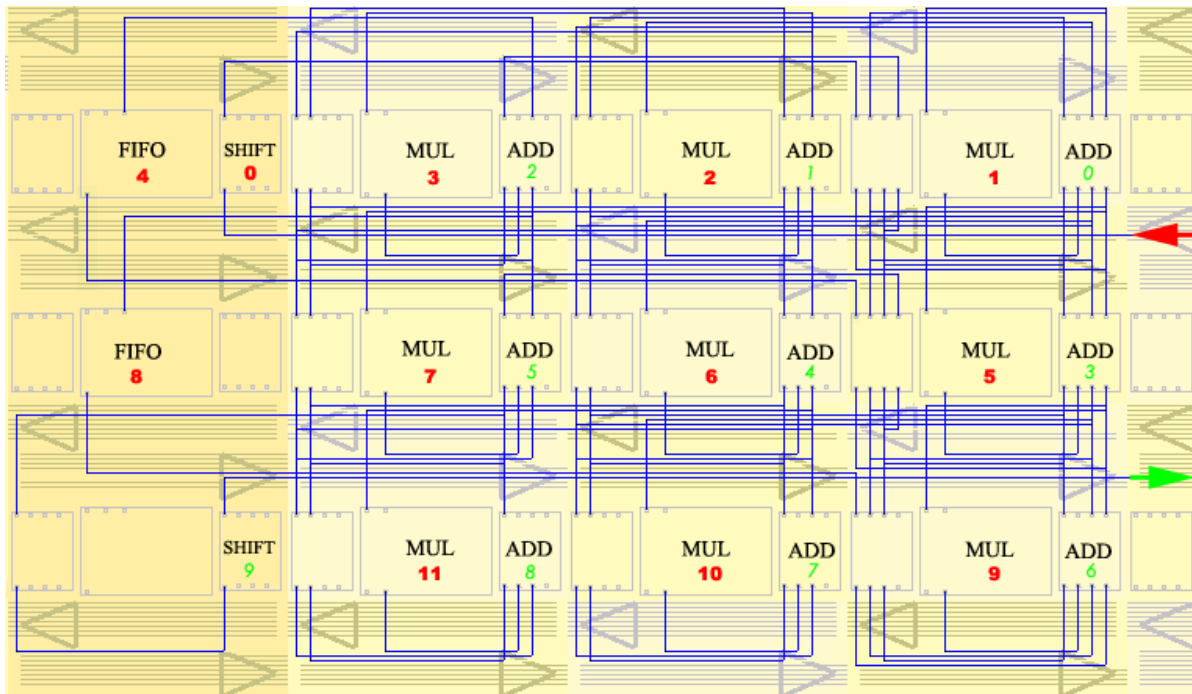 FIFO SHIFT MUL ADD MUL ADD MUL ADD
4 0 3 2 2 1 1 0
FIFO MUL ADD MUL ADD MUL ADD
8 7 5 6 4 5 3
SHIFT MUL ADD MUL ADD MUL ADD
9 11 8 10 7 9 6